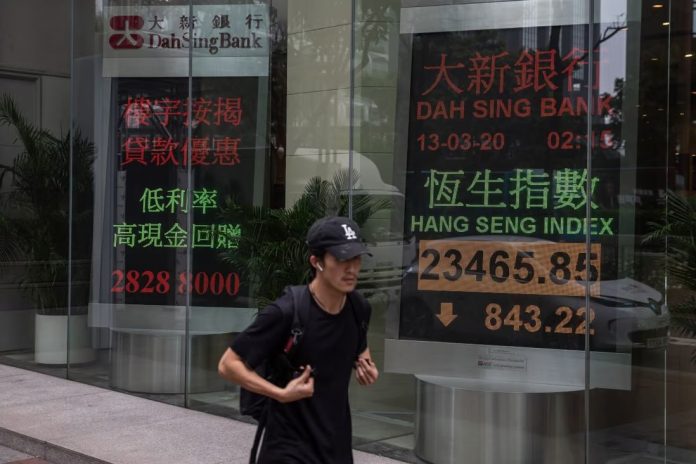 大新銀行
DahSingBank
樓宇按揭
貸款優惠
低利率
高現金回贈
2828 8000
大新銀行
DAH SING BANK
13-03-20
恆生指數
HANG SENG INDEX
23465.85
843.22
LA